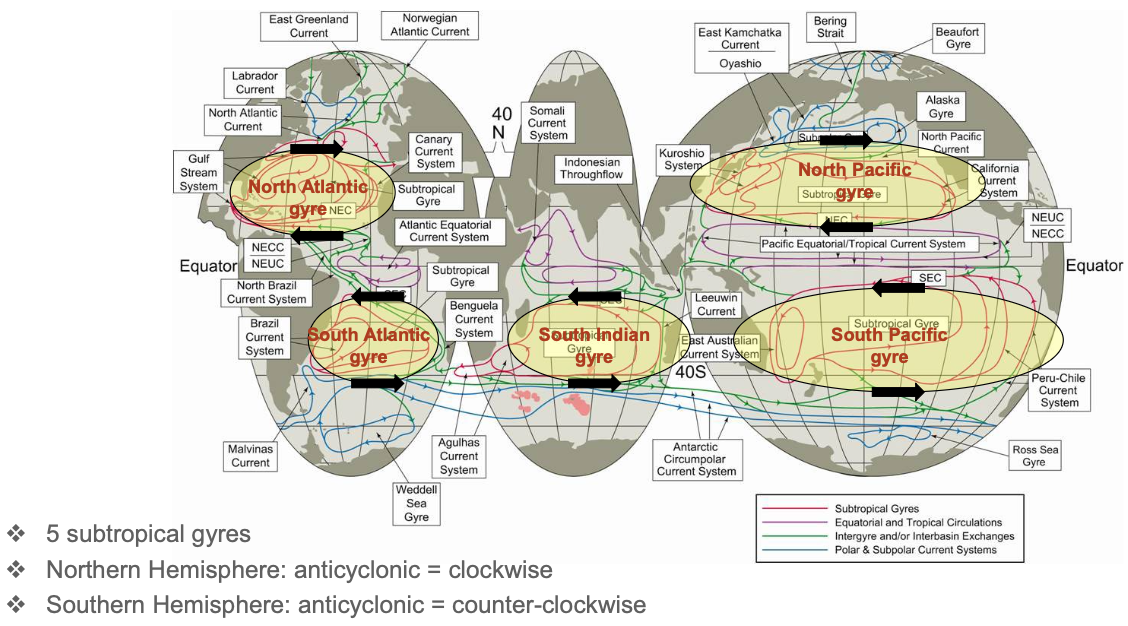 East Greenland
Current
Norwegian
Atlantic Current
Bering
Strait
East Kamchatka
Current
Oyashio
Beaufort
Gyre
Labrador
Current
North Atlantic
Current
40
N
Somali
Current
System
Alaska
Gyre
Gulf
Stream
System
Canary
Current
System
Indonesian
Throughflow
Kuroshio
System
North Pacific
Current
California
Current
System
North Atlantic
gyre
NEC
Subtropical
Gyre
North Pacific
gyre
Subtropical Gyre
NEC
Atlantic Equatorial
Current System
NEUC
NECC
NECC
NEUC
Pacific Equatorial/Tropical Current System
Equator
Equator
North Brazil
Current System
Subtropical
Gyre
SEC
Benguela
Current
System
Leeuwin
Current
Brazil
Current
System
South Atlantic
gyre
South Indian
gyre
Gyre
East Australian
Current System
Subtropical Gyre
South Pacific
gyre
40S
Peru-Chile
Current
System
Malvinas
Current
Agulhas
Current
System
Antarctic
Circumpolar
Current System
Ross Sea
Gyre
Weddell
Sea
Gyre
Subtropical Gyres
Equatorial and Tropical Circulations
Intergyre and/or Interbasin Exchanges
Polar & Subpolar Current Systems
❖ 5 subtropical gyres
❖ Northern Hemisphere: anticyclonic = clockwise
❖ Southern Hemisphere: anticyclonic = counter-clockwise